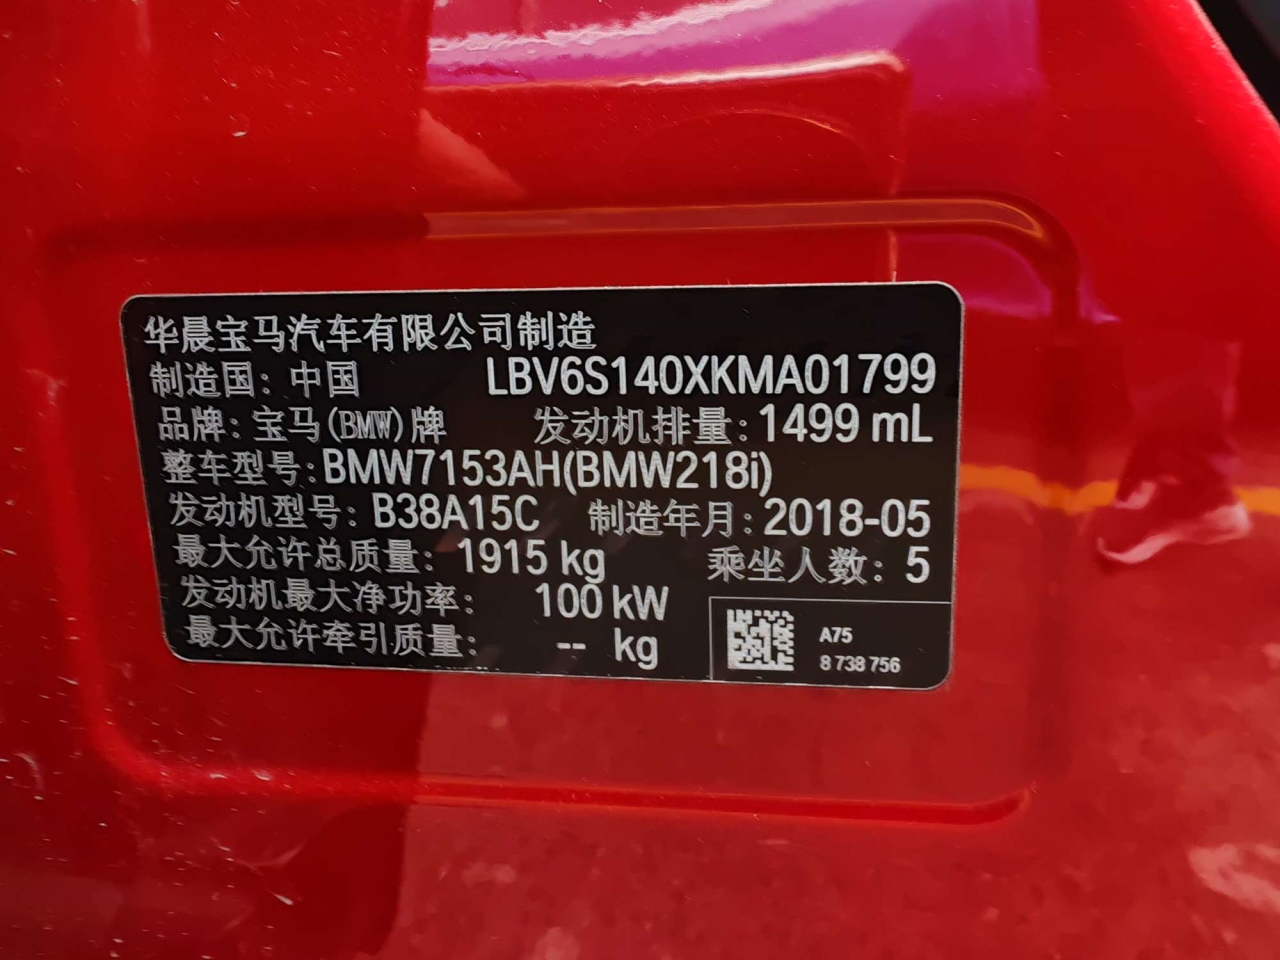 华晨宝马汽车有限公司制造
制造国: 中国 LBV6S140XKMA01799
品牌: 宝马(BMW)牌 发动机排量: 1499 mL
整车型号: BMW7153AH(BMW218i)
发动机型号: B38A15C 制造年月: 2018-05
最大允许总质量: 1915 kg 乘坐人数: 5
发动机最大净功率: 100 kW
最大允许牵引质量: -- kg
A75
8 738 756